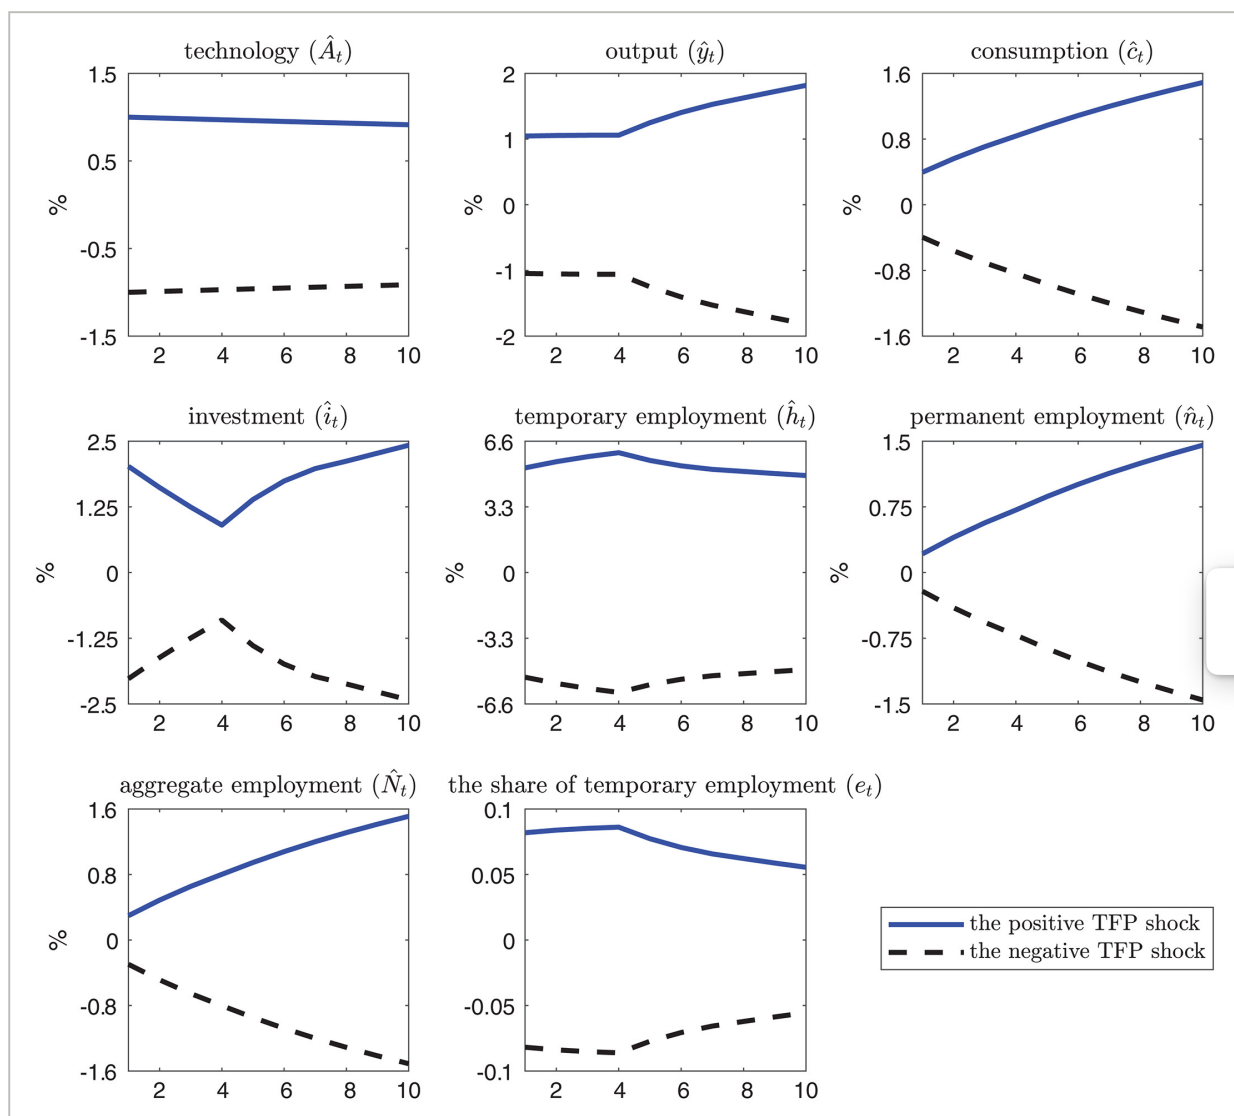 technology (Â_t)
1.5
0.5
-0.5
-1.5
%
2 4 6 8 10
output (ŷ_t)
2
1
0
-1
-2
%
2 4 6 8 10
consumption (ĉ_t)
1.6
0.8
0
-0.8
-1.6
%
2 4 6 8 10
investment (î_t)
2.5
1.25
0
-1.25
-2.5
%
2 4 6 8 10
temporary employment (ĥ_t)
6.6
3.3
0
-3.3
-6.6
%
2 4 6 8 10
permanent employment (n̂_t)
1.5
0.75
0
-0.75
-1.5
%
2 4 6 8 10
aggregate employment (N̂_t)
1.6
0.8
0
-0.8
-1.6
%
2 4 6 8 10
the share of temporary employment (e_t)
0.1
0.05
0
-0.05
-0.1
2 4 6 8 10
the positive TFP shock
the negative TFP shock